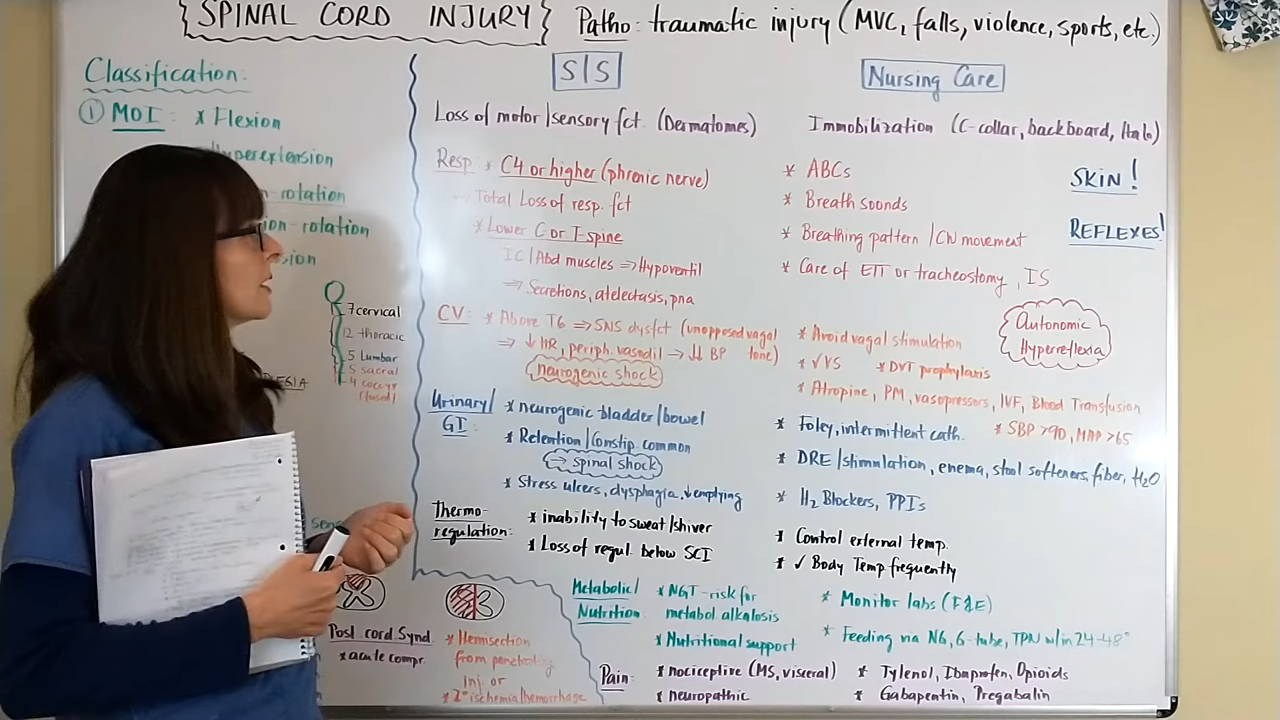 SPINAL CORD INJURY
Patho: traumatic injury (MVC, falls, violence, sports, etc.)
Classification:
① MOI: * Flexion
Hyperextension
-rotation
-rotation
7 cervical
12 thoracic
5 lumbar
5 sacral
4 coccyx
(fused)
Post cord Synd.
* acute compr.
* Hemisection
from penetrating
inj. or
* 2° ischemia/hemorrhage
S/S
Loss of motor/sensory fct. (Dermatomes)
Resp: * C4 or higher (phrenic nerve)
Total Loss of resp. fct
* Lower C or T spine
IC/Abd muscles ⇒ Hypoventil
⇒ Secretions, atelectasis, pna
CV: * Above T6 ⇒ SNS dysfct (unopposed vagal
⇒ ↓ HR, periph. vasodil → ↓↓ BP tone)
neurogenic shock
Urinary/
GI:
* neurogenic bladder/bowel
* Retention/Constip. common
spinal shock
* Stress ulcers, dysphagia, ↓ emptying
Thermo-
regulation:
* inability to sweat/shiver
* Loss of regul. below SCI
Metabolic/
Nutrition:
* NGT-risk for
metabol alkalosis
* Nutritional support
Pain: * nociceptive (MS, visceral)
* neuropathic
Nursing Care
Immobilization (C-collar, backboard, Halo)
* ABCs
* Breath sounds
* Breathing pattern/CW movement
* Care of ETT or tracheostomy, IS
SKIN!
REFLEXES!
Autonomic
Hyperreflexia
* Avoid vagal stimulation
* √VS * DVT prophylaxis
* Atropine, PM, vasopressors, IVF, Blood Transfusion
* SBP >90, MAP >65
* Foley, intermittent cath.
* DRE/stimulation, enema, stool softeners, fiber, H₂O
* H₂ Blockers, PPIs
* Control external temp.
* √ Body Temp frequently
* Monitor labs (F&E)
* Feeding via NG, G-tube, TPN w/in 24-48°
* Tylenol, Ibuprofen, Opioids
* Gabapentin, Pregabalin